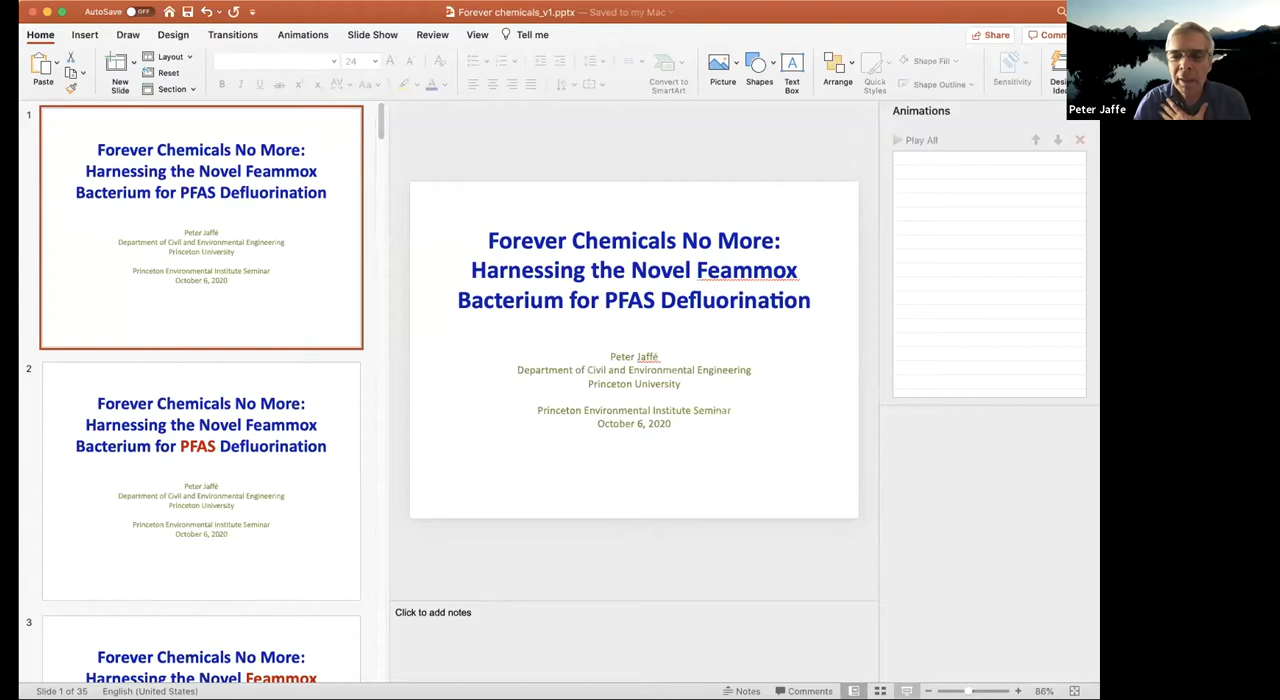 AutoSave OFF
Forever chemicals_v1.pptx — Saved to my Mac
Home Insert Draw Design Transitions Animations Slide Show Review View Tell me
Share
Paste
New
Slide
Layout
Reset
Section
24
Convert to
SmartArt
Picture
Shapes
Text
Box
Arrange
Quick
Styles
Shape Fill
Shape Outline
Sensitivity
Peter Jaffe
1
Forever Chemicals No More:
Harnessing the Novel Feammox
Bacterium for PFAS Defluorination
Peter Jaffé
Department of Civil and Environmental Engineering
Princeton University
Princeton Environmental Institute Seminar
October 6, 2020
2
Forever Chemicals No More:
Harnessing the Novel Feammox
Bacterium for PFAS Defluorination
Peter Jaffé
Department of Civil and Environmental Engineering
Princeton University
Princeton Environmental Institute Seminar
October 6, 2020
3
Forever Chemicals No More:
Harnessing the Novel Feammox
Forever Chemicals No More:
Harnessing the Novel Feammox
Bacterium for PFAS Defluorination
Peter Jaffé
Department of Civil and Environmental Engineering
Princeton University
Princeton Environmental Institute Seminar
October 6, 2020
Click to add notes
Animations
Play All
Slide 1 of 35 English (United States)
Notes Comments 86%